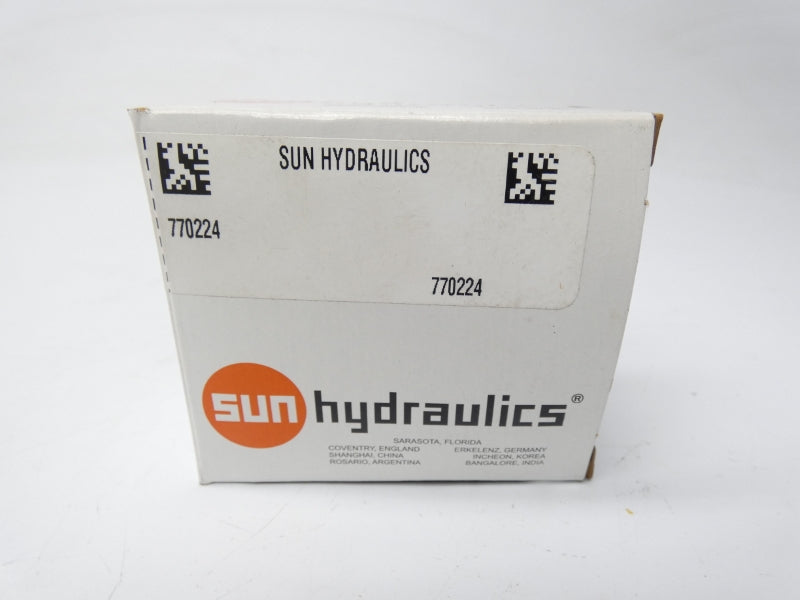 SUN HYDRAULICS
770224
770224
sun hydraulics®
SARASOTA, FLORIDA
COVENTRY, ENGLAND ERKELENZ, GERMANY
SHANGHAI, CHINA INCHEON, KOREA
ROSARIO, ARGENTINA BANGALORE, INDIA